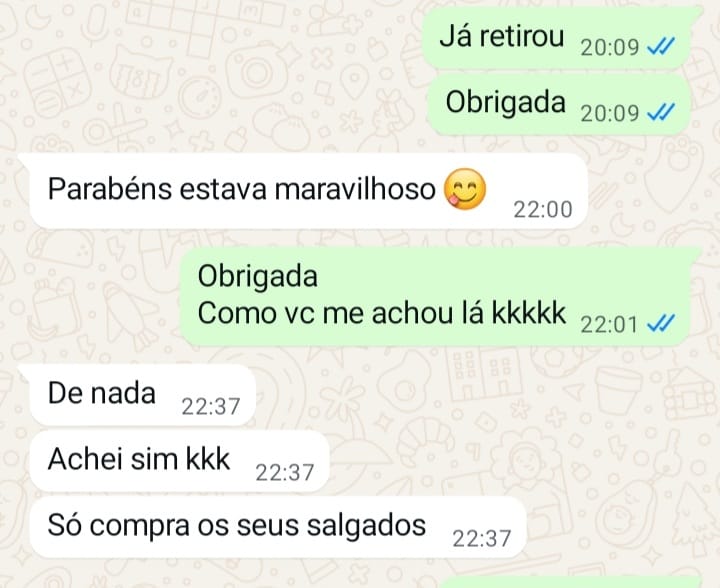 Já retirou 20:09
Obrigada 20:09
Parabéns estava maravilhoso 😋 22:00
Obrigada
Como vc me achou lá kkkkk 22:01
De nada 22:37
Achei sim kkk 22:37
Só compra os seus salgados 22:37